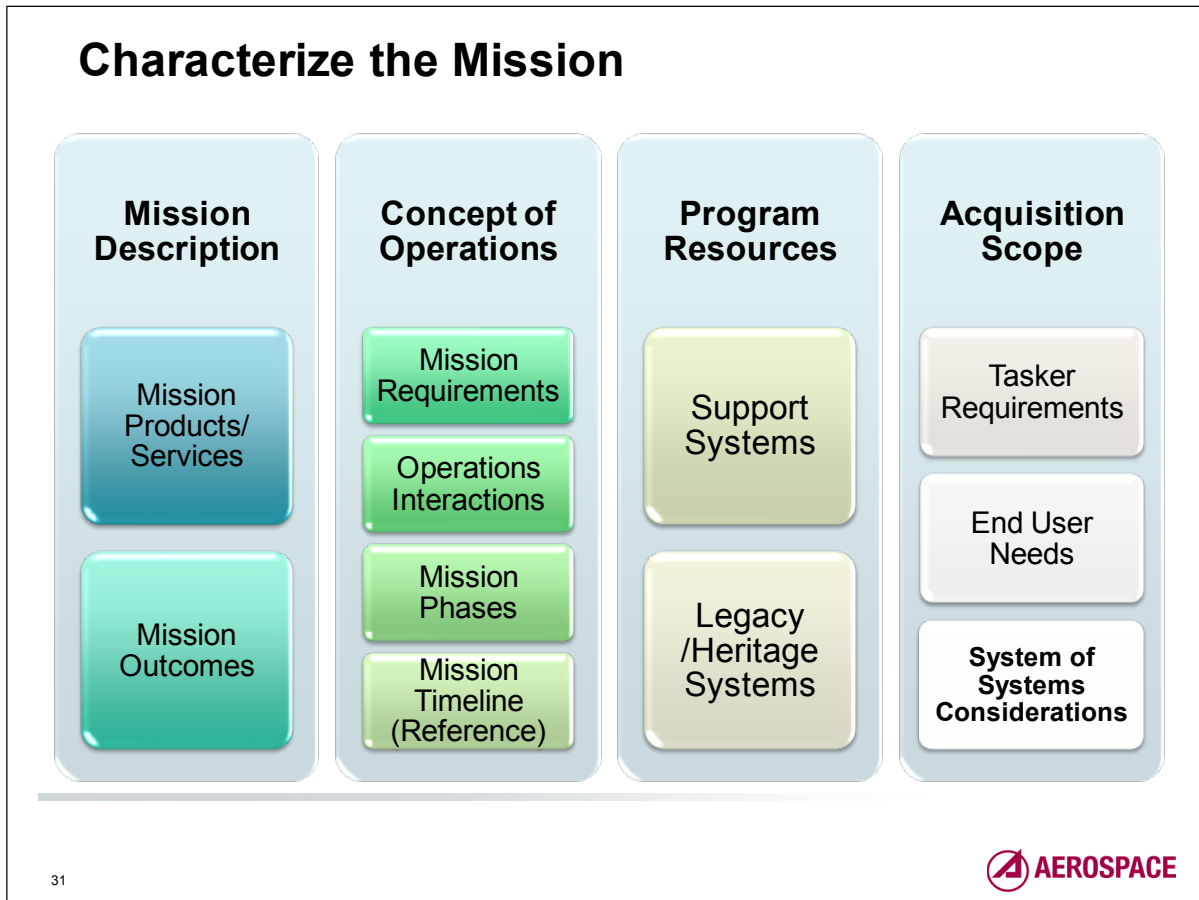 Characterize the Mission
Mission
Description
Mission
Products/
Services
Mission
Outcomes
Concept of
Operations
Mission
Requirements
Operations
Interactions
Mission
Phases
Mission
Timeline
(Reference)
Program
Resources
Support
Systems
Legacy
/Heritage
Systems
Acquisition
Scope
Tasker
Requirements
End User
Needs
System of
Systems
Considerations
31
AEROSPACE